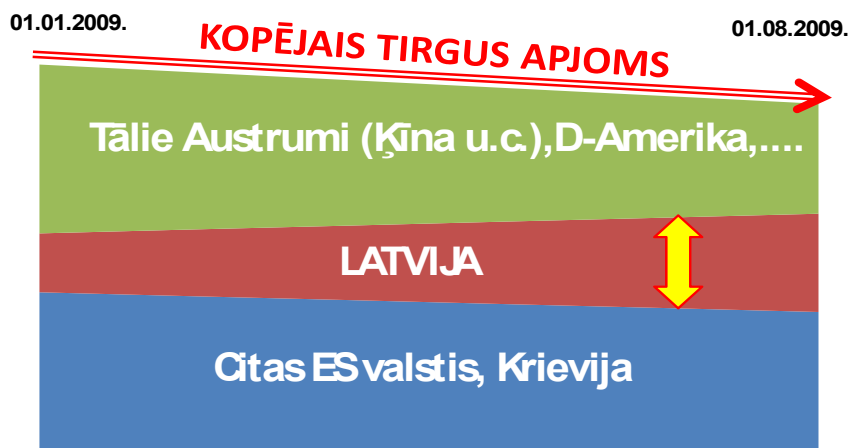 01.01.2009.
KOPĒJAIS TIRGUS APJOMS
01.08.2009.
Tālie Austrumi (Ķīna u.c.),D-Amerika,....
LATVIJA
Citas ES valstis, Krievija